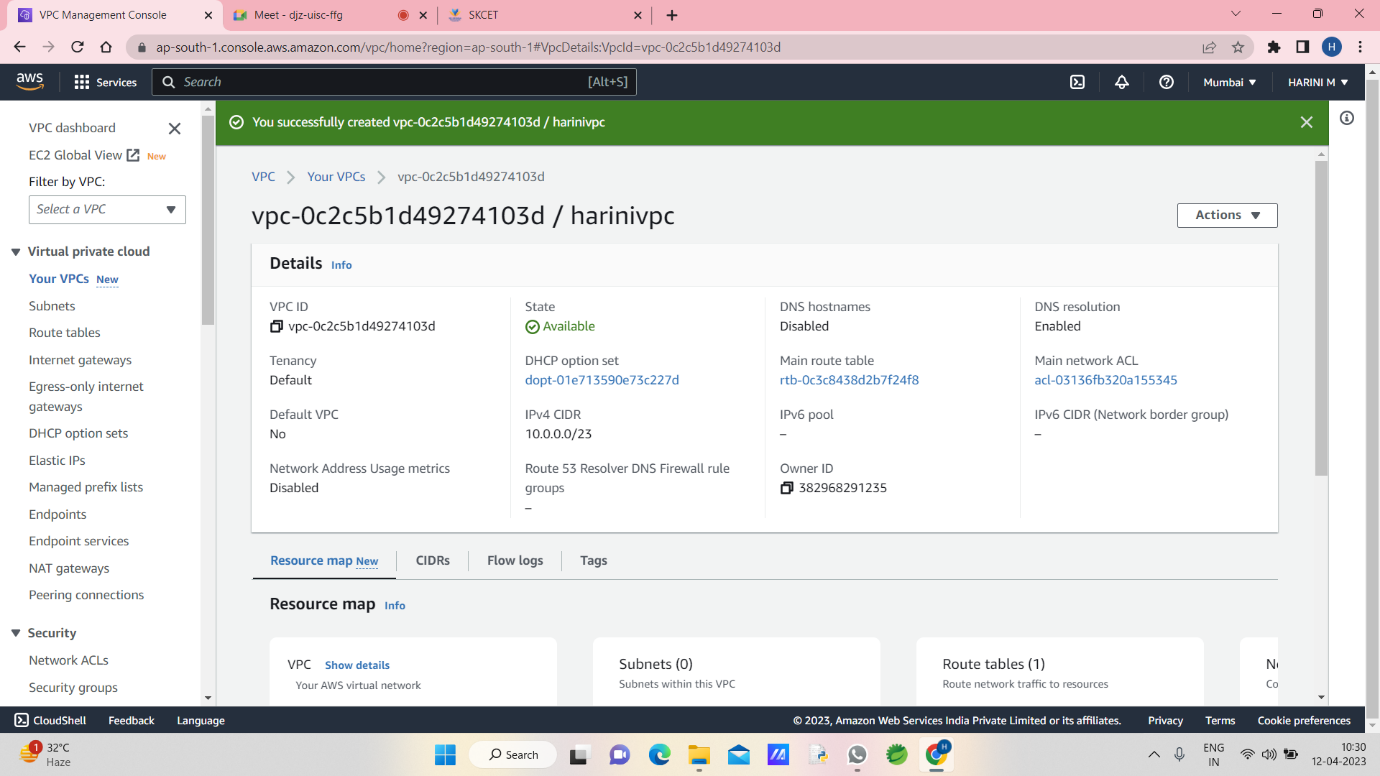 VPC Management Console
Meet - djz-uisc-ffg
SKCET
ap-south-1.console.aws.amazon.com/vpc/home?region=ap-south-1#VpcDetails:VpcId=vpc-0c2c5b1d49274103d
H
aws
Services
Search
[Alt+S]
Mumbai
HARINI M
VPC dashboard
EC2 Global View New
Filter by VPC:
Select a VPC
Virtual private cloud
Your VPCs New
Subnets
Route tables
Internet gateways
Egress-only internet
gateways
DHCP option sets
Elastic IPs
Managed prefix lists
Endpoints
Endpoint services
NAT gateways
Peering connections
Security
Network ACLs
Security groups
You successfully created vpc-0c2c5b1d49274103d / harinivpc
VPC
Your VPCs
vpc-0c2c5b1d49274103d
vpc-0c2c5b1d49274103d / harinivpc
Actions
Details Info
VPC ID
vpc-0c2c5b1d49274103d
State
Available
DNS hostnames
Disabled
DNS resolution
Enabled
Tenancy
Default
DHCP option set
dopt-01e713590e73c227d
Main route table
rtb-0c3c8438d2b7f24f8
Main network ACL
acl-03136fb320a155345
Default VPC
No
IPv4 CIDR
10.0.0.0/23
IPv6 pool
–
IPv6 CIDR (Network border group)
–
Network Address Usage metrics
Disabled
Route 53 Resolver DNS Firewall rule
groups
–
Owner ID
382968291235
Resource map New
CIDRs
Flow logs
Tags
Resource map Info
VPC Show details
Your AWS virtual network
Subnets (0)
Subnets within this VPC
Route tables (1)
Route network traffic to resources
Co
CloudShell
Feedback
Language
© 2023, Amazon Web Services India Private Limited or its affiliates.
Privacy
Terms
Cookie preferences
1
32°C
Haze
Search
H
ENG
IN
10:30
12-04-2023